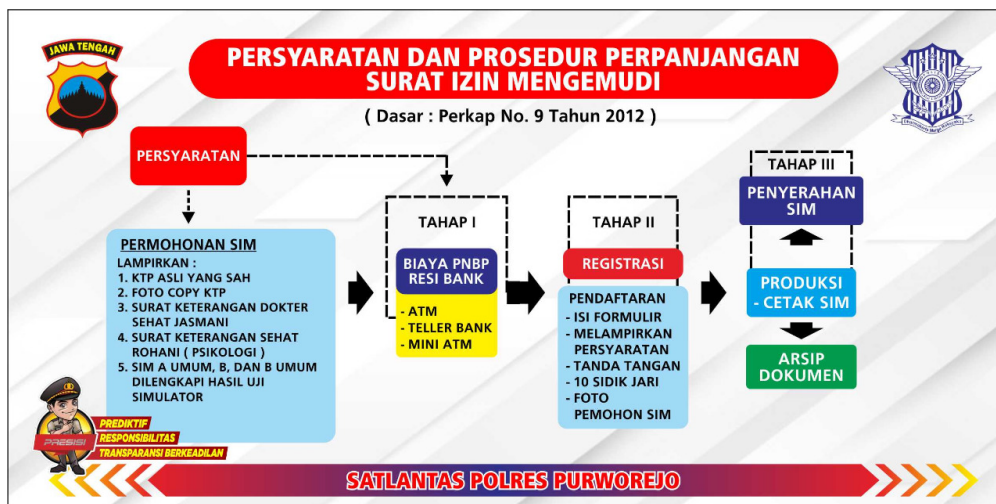 JAWA TENGAH
PERSYARATAN DAN PROSEDUR PERPANJANGAN
SURAT IZIN MENGEMUDI
( Dasar : Perkap No. 9 Tahun 2012 )
PERSYARATAN
PERMOHONAN SIM
LAMPIRKAN :
1. KTP ASLI YANG SAH
2. FOTO COPY KTP
3. SURAT KETERANGAN DOKTER
SEHAT JASMANI
4. SURAT KETERANGAN SEHAT
ROHANI ( PSIKOLOGI )
5. SIM A UMUM, B, DAN B UMUM
DILENGKAPI HASIL UJI
SIMULATOR
TAHAP I
BIAYA PNBP
RESI BANK
- ATM
- TELLER BANK
- MINI ATM
TAHAP II
REGISTRASI
PENDAFTARAN
- ISI FORMULIR
- MELAMPIRKAN
PERSYARATAN
- TANDA TANGAN
- 10 SIDIK JARI
- FOTO
PEMOHON SIM
TAHAP III
PENYERAHAN
SIM
PRODUKSI
- CETAK SIM
ARSIP
DOKUMEN
PRESISI
PREDIKTIF
RESPONSIBILITAS
TRANSPARANSI BERKEADILAN
SATLANTAS POLRES PURWOREJO